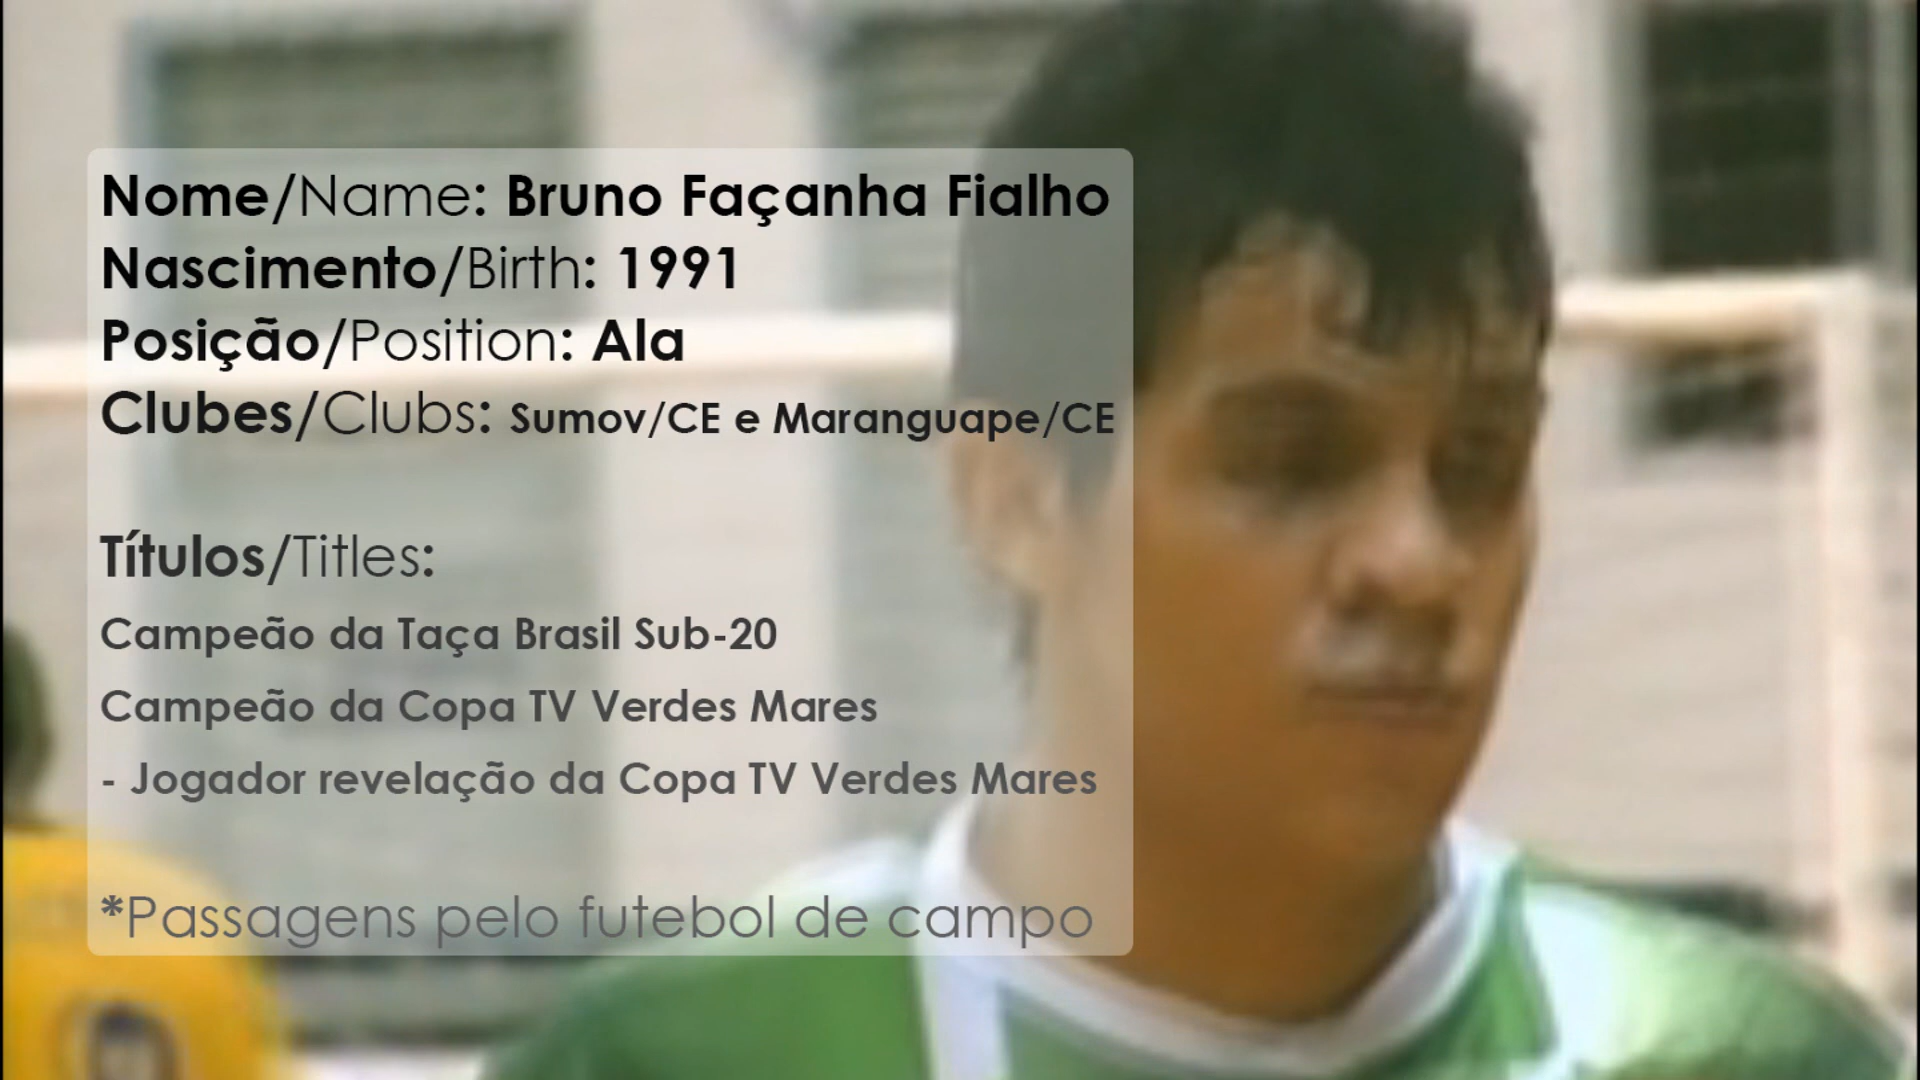 Nome/Name: Bruno Façanha Fialho
Nascimento/Birth: 1991
Posição/Position: Ala
Clubes/Clubs: Sumov/CE e Maranguape/CE
Títulos/Titles:
Campeão da Taça Brasil Sub-20
Campeão da Copa TV Verdes Mares
- Jogador revelação da Copa TV Verdes Mares
*Passagens pelo futebol de campo